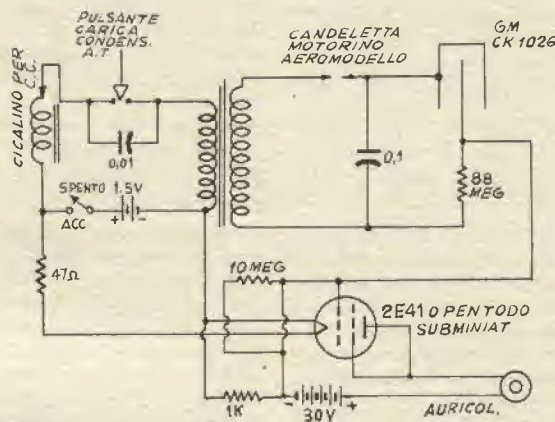 PULSANTE
CARICA
CONDENS.
A.T.
CICALINO PER
C.C.
0,01
SPENTO
ACC
1.5V
+ -
47Ω
CANDELETTA
MOTORINO
AEROMODELLO
GM
CK 1026
0,1
88
MEG
10 MEG
2E41 O PENTODO
SUBMINIAT
1K
- +
30V
AURICOL.